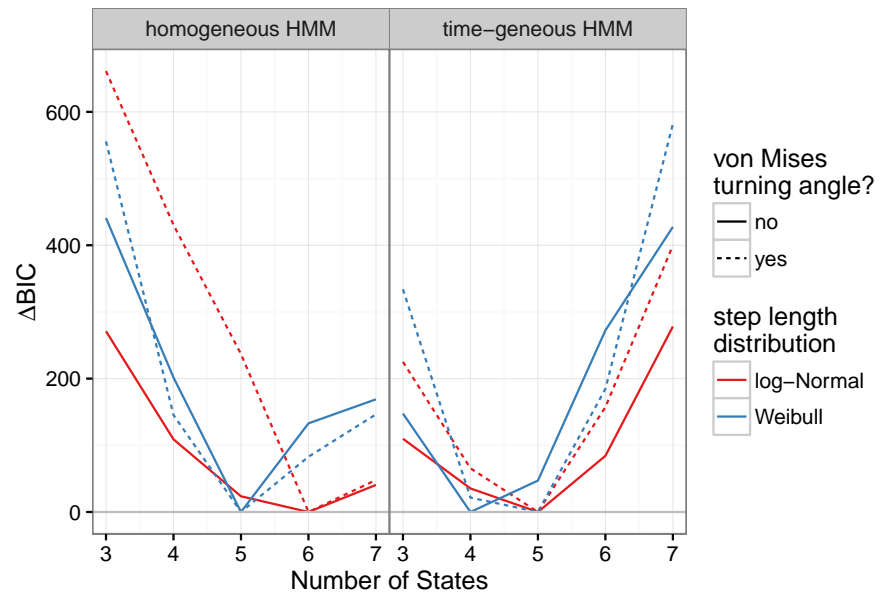 homogeneous HMM
time−geneous HMM
600
400
200
0
ΔBIC
3 4 5 6 7
3 4 5 6 7
Number of States
von Mises
turning angle?
no
yes
step length
distribution
log−Normal
Weibull